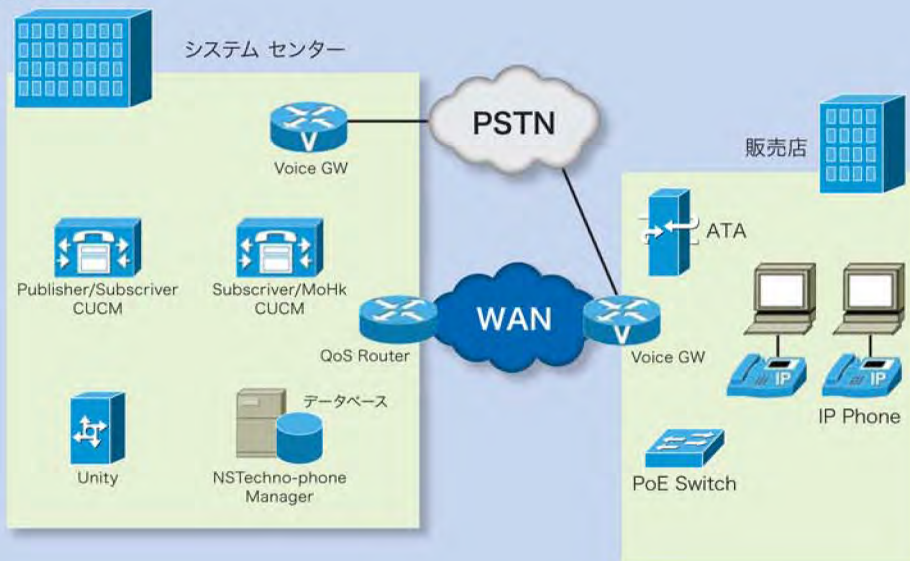 システム センター
Voice GW
V
Publisher/Subscriver
CUCM
Subscriver/MoHk
CUCM
QoS Router
Unity
データベース
NSTechno-phone
Manager
PSTN
WAN
販売店
ATA
V
Voice GW
IP
IP
IP Phone
PoE Switch